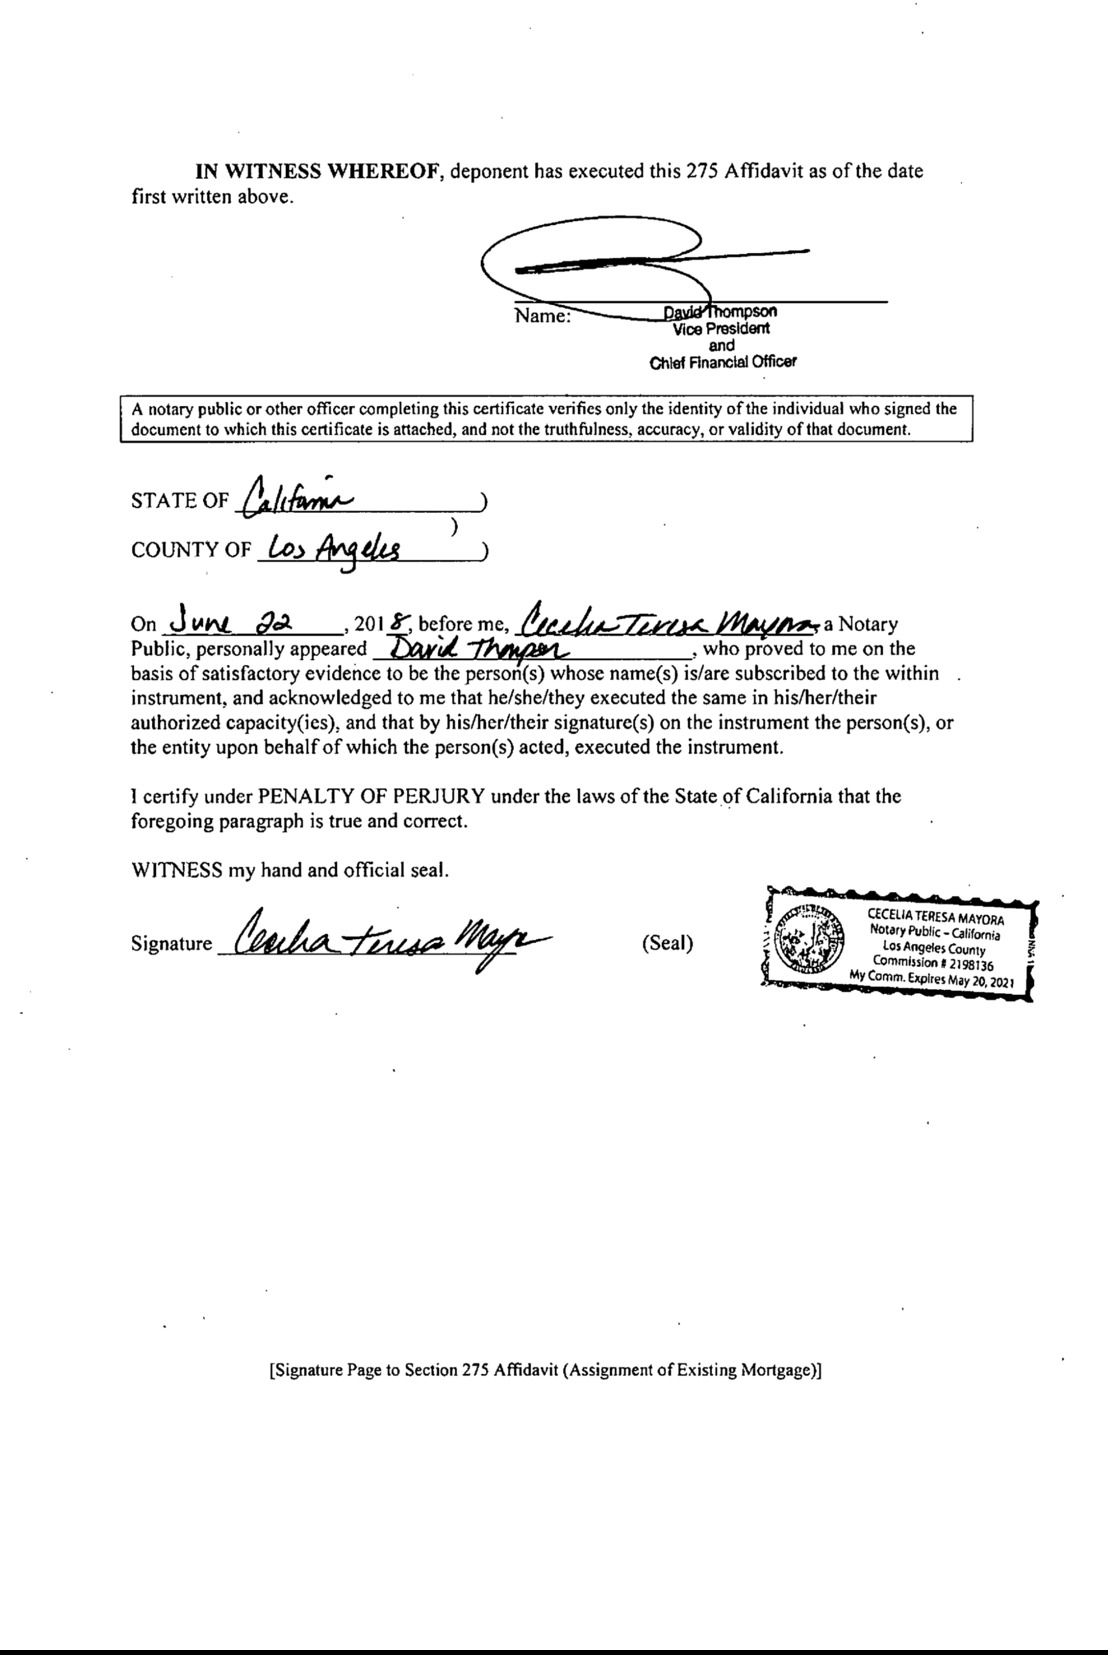 IN WITNESS WHEREOF, deponent has executed this 275 Affidavit as of the date
first written above.
Name:
David Thompson
Vice President
and
Chief Financial Officer
A notary public or other officer completing this certificate verifies only the identity of the individual who signed the
document to which this certificate is attached, and not the truthfulness, accuracy, or validity of that document.
STATE OF California )
)
COUNTY OF Los Angeles )
On June 22, 2018, before me, Cecelia Teresa Mayora, a Notary
Public, personally appeared David Thompson, who proved to me on the
basis of satisfactory evidence to be the person(s) whose name(s) is/are subscribed to the within
instrument, and acknowledged to me that he/she/they executed the same in his/her/their
authorized capacity(ies), and that by his/her/their signature(s) on the instrument the person(s), or
the entity upon behalf of which the person(s) acted, executed the instrument.
I certify under PENALTY OF PERJURY under the laws of the State of California that the
foregoing paragraph is true and correct.
WITNESS my hand and official seal.
Signature Cecelia Teresa Mayora (Seal)
CECELIA TERESA MAYORA
Notary Public – California
Los Angeles County
Commission # 2198136
My Comm. Expires May 20, 2021
[Signature Page to Section 275 Affidavit (Assignment of Existing Mortgage)]